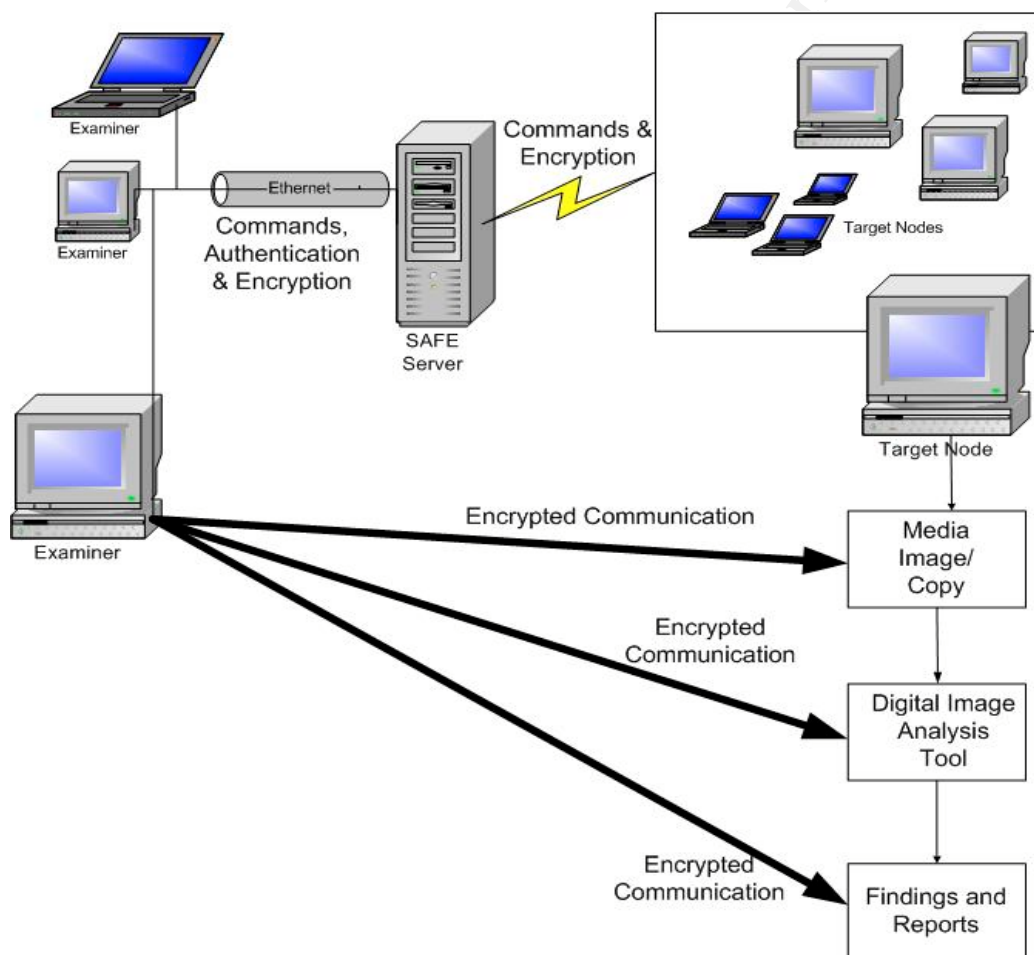 Examiner
Examiner
Ethernet
Commands,
Authentication
& Encryption
SAFE
Server
Commands &
Encryption
Target Nodes
Target Node
Examiner
Encrypted Communication
Media
Image/
Copy
Encrypted
Communication
Digital Image
Analysis
Tool
Encrypted
Communication
Findings and
Reports